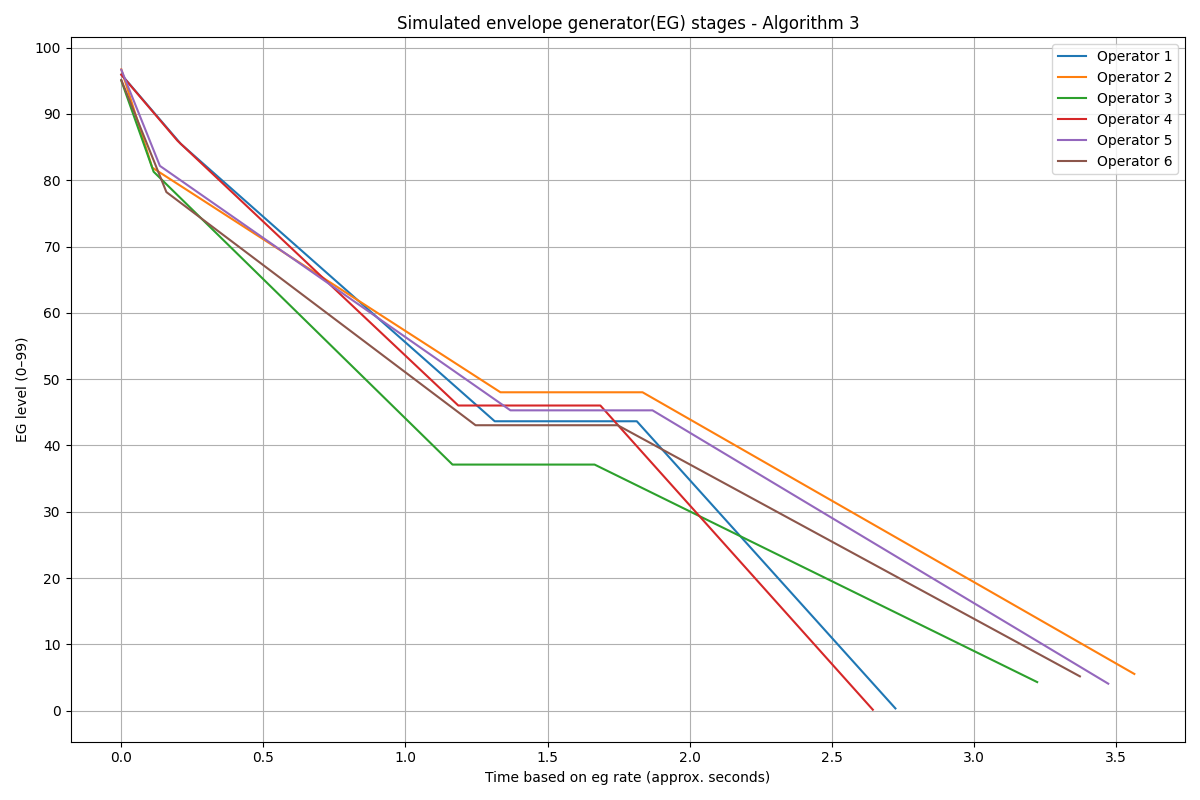 Simulated envelope generator(EG) stages - Algorithm 3
Operator 1
Operator 2
Operator 3
Operator 4
Operator 5
Operator 6
EG level (0–99)
100
90
80
70
60
50
40
30
20
10
0
0.0 0.5 1.0 1.5 2.0 2.5 3.0 3.5
Time based on eg rate (approx. seconds)